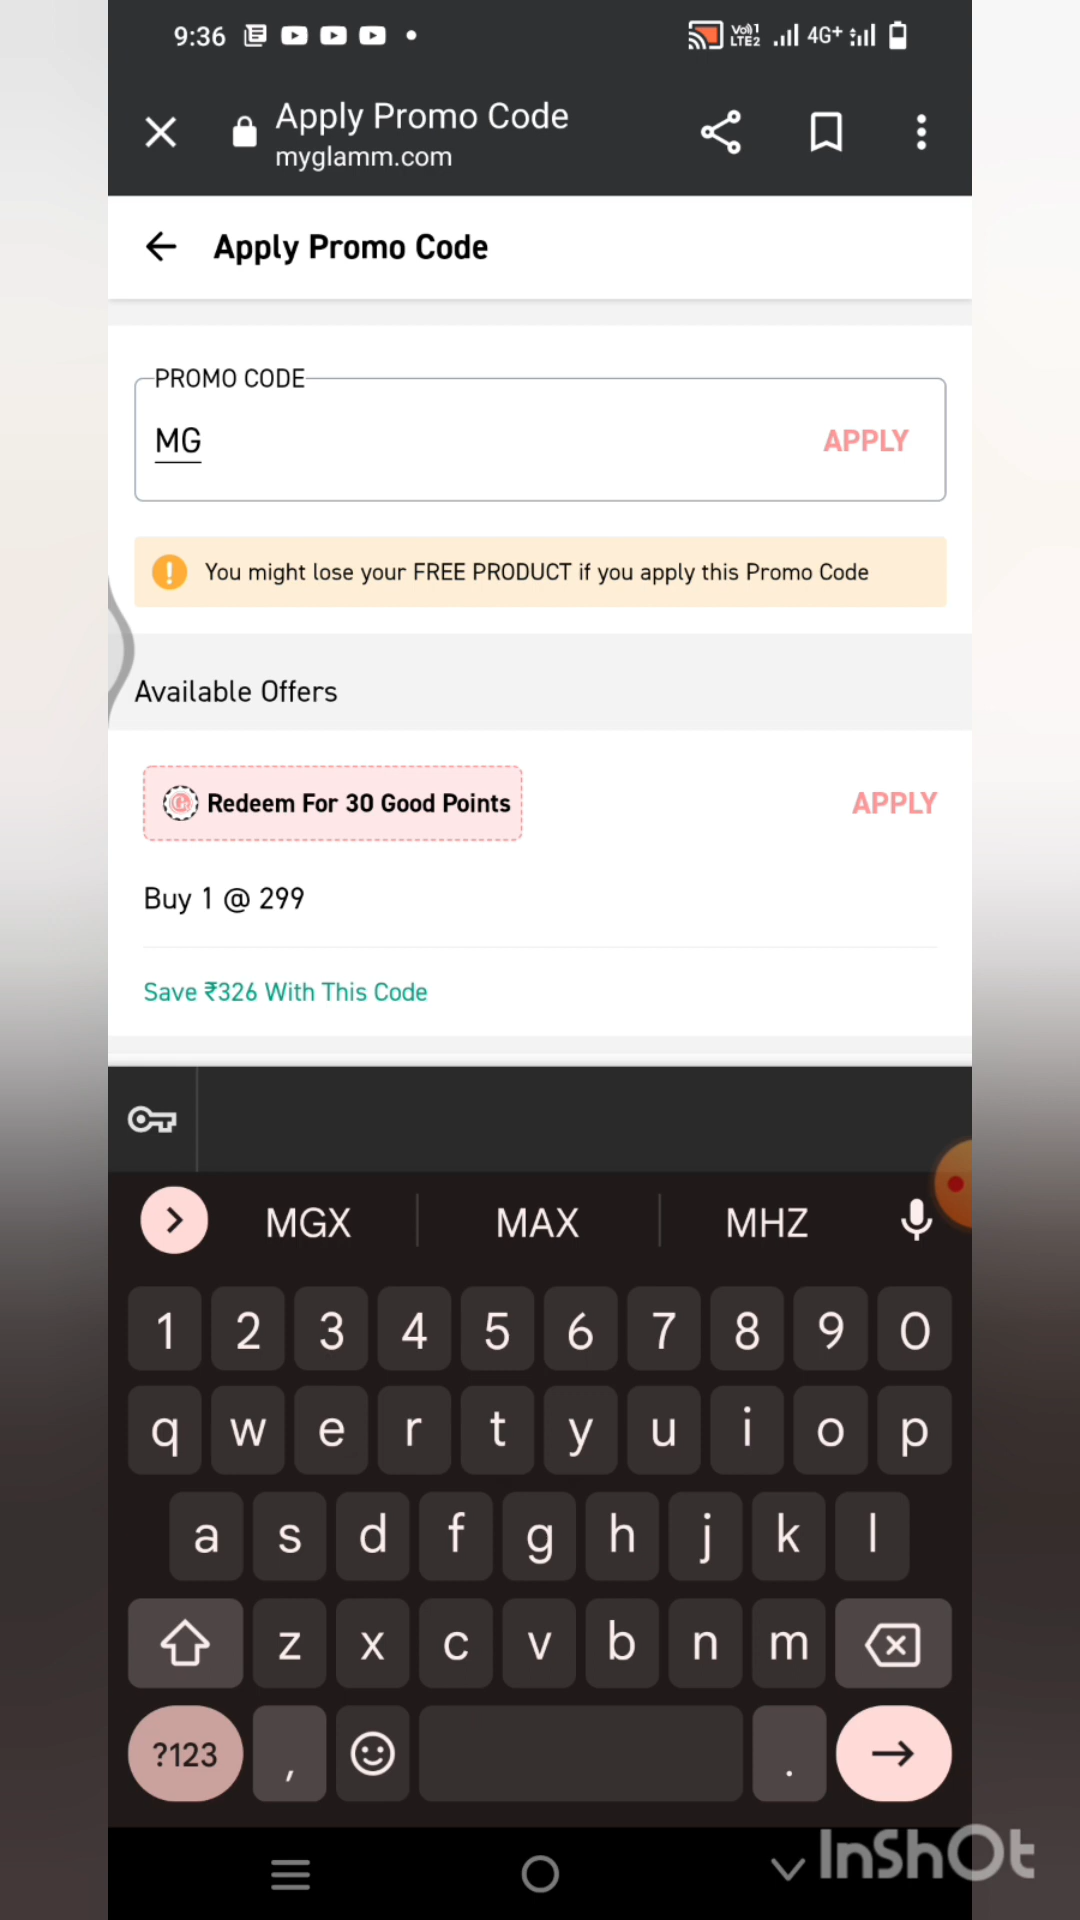 9:36
Vo)) 1
LTE2
4G+
Apply Promo Code
myglamm.com
Apply Promo Code
PROMO CODE
MG
APPLY
You might lose your FREE PRODUCT if you apply this Promo Code
Available Offers
Redeem For 30 Good Points
APPLY
Buy 1 @ 299
Save ₹326 With This Code
MGX
MAX
MHZ
1 2 3 4 5 6 7 8 9 0
q w e r t y u i o p
a s d f g h j k l
z x c v b n m
?123 , .
InShOt